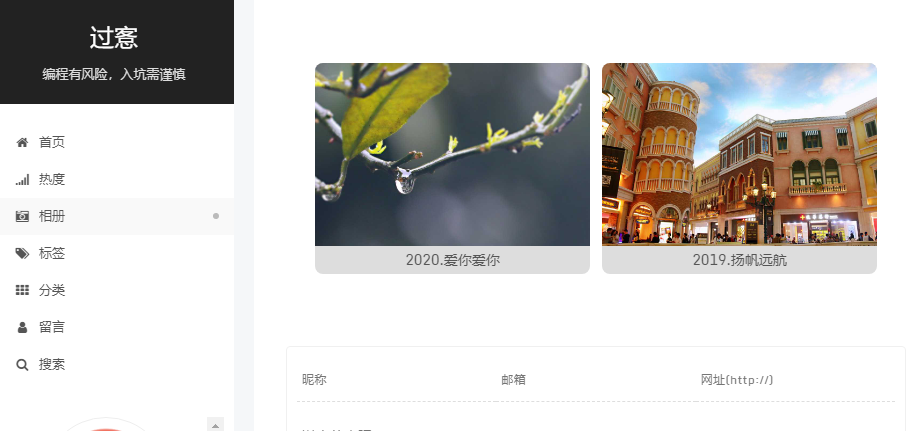 过客
编程有风险，入坑需谨慎
首页
热度
相册
标签
分类
留言
搜索
2020.爱你爱你
2019.扬帆远航
昵称
邮箱
网址(http://)